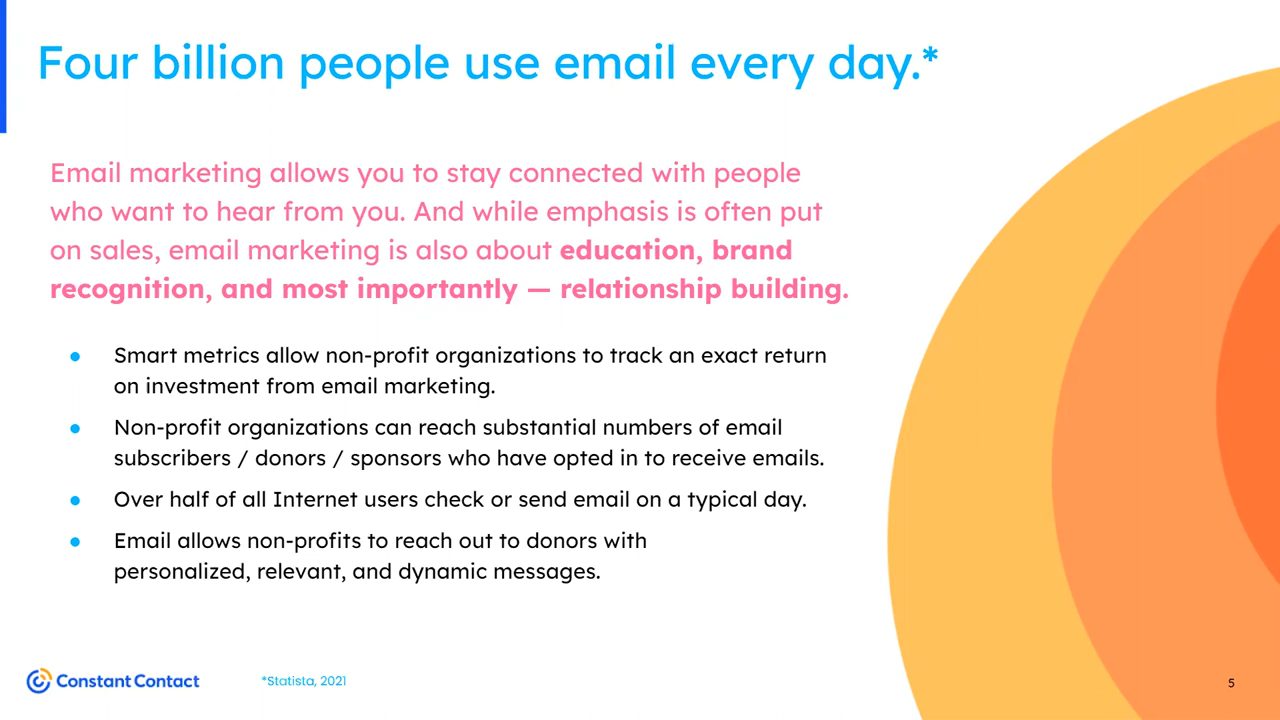 Four billion people use email every day.*
Email marketing allows you to stay connected with people
who want to hear from you. And while emphasis is often put
on sales, email marketing is also about education, brand
recognition, and most importantly — relationship building.
● Smart metrics allow non-profit organizations to track an exact return
on investment from email marketing.
● Non-profit organizations can reach substantial numbers of email
subscribers / donors / sponsors who have opted in to receive emails.
● Over half of all Internet users check or send email on a typical day.
● Email allows non-profits to reach out to donors with
personalized, relevant, and dynamic messages.
Constant Contact
*Statista, 2021
5